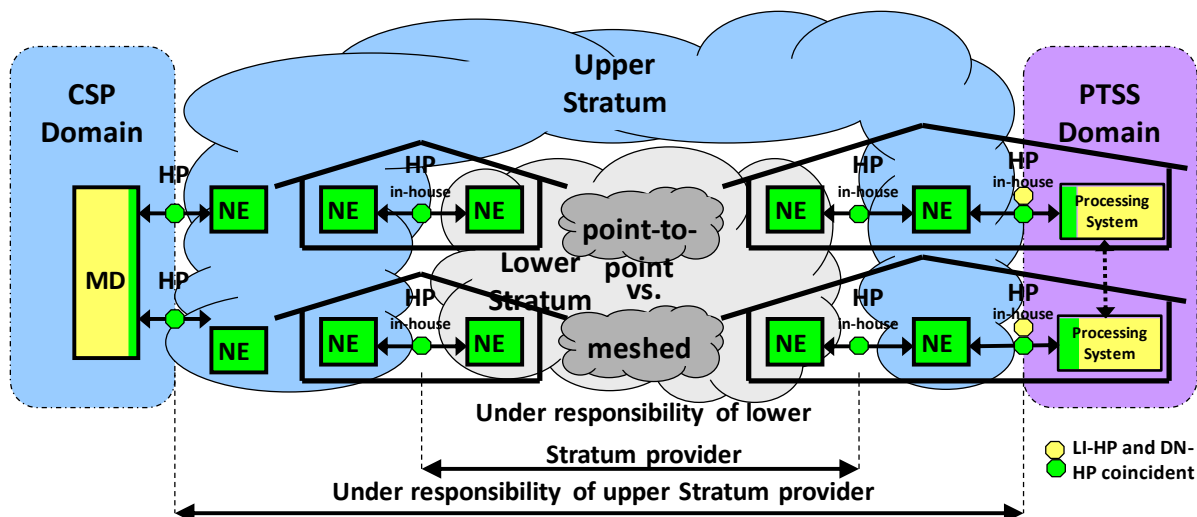 Upper
Stratum
CSP
Domain
PTSS
Domain
HP
HP
in-house
HP
in-house
HP
in-house
NE
NE
NE
NE
NE
Processing
System
point-to-
point
vs.
meshed
Lower
Stratum
MD
HP
HP
in-house
HP
in-house
HP
in-house
NE
NE
NE
NE
NE
Processing
System
Under responsibility of lower
Stratum provider
Under responsibility of upper Stratum provider
LI-HP and DN-
HP coincident